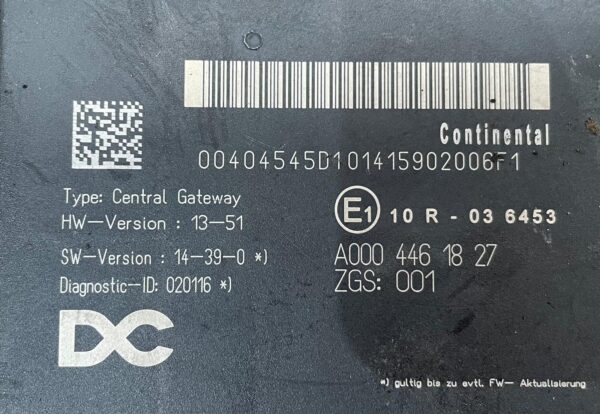 Continental
00404545D101415902006F1
Type: Central Gateway
HW-Version : 13-51
E1 10 R - 03 6453
SW-Version : 14-39-0 *)
A000 446 18 27
Diagnostic-ID: 020116 *)
ZGS: 001
DC
*) gultig bis zu evtl. FW- Aktualisierung